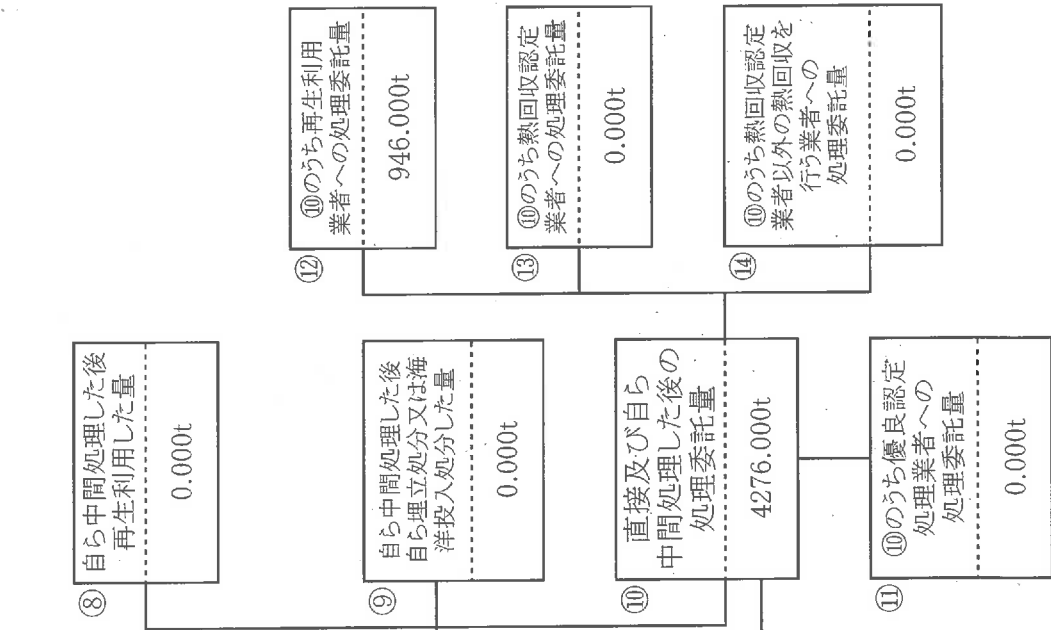 ⑧
自ら中間処理した後
再生利用した量
0.000t
⑨
自ら中間処理した後
自ら埋立処分又は海
洋投入処分した量
0.000t
⑩
直接及び自ら
中間処理した後の
処理委託量
4276.000t
⑪
⑩のうち優良認定
処理業者への
処理委託量
0.000t
⑫
⑩のうち再生利用
業者への処理委託量
946.000t
⑬
⑩のうち熱回収認定
業者への処理委託量
0.000t
⑭
⑩のうち熱回収認定
業者以外の熱回収を
行う業者への
処理委託量
0.000t